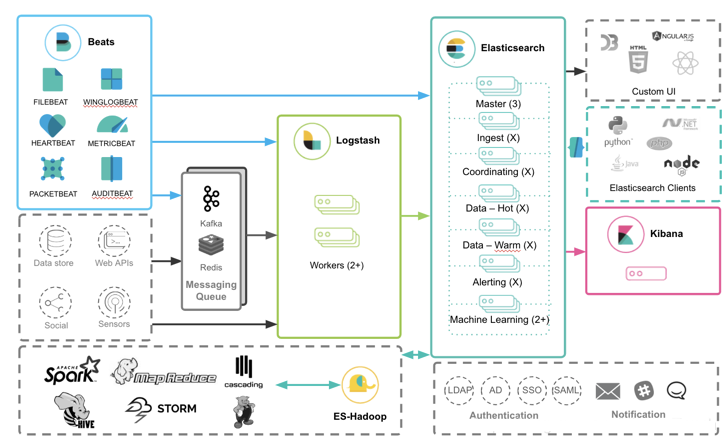 Beats
FILEBEAT
WINGLOGBEAT
HEARTBEAT
METRICBEAT
PACKETBEAT
AUDITBEAT
Data store
Web APIs
Social
Sensors
Kafka
Redis
Messaging
Queue
Logstash
Workers (2+)
Elasticsearch
Master (3)
Ingest (X)
Coordinating (X)
Data – Hot (X)
Data – Warm (X)
Alerting (X)
Machine Learning (2+)
ANGULARJS
HTML
5
Custom UI
python
.NET
php
Java
node
JS
Elasticsearch Clients
Kibana
APACHE
Spark
MapReduce
cascading
HIVE
STORM
ES-Hadoop
LDAP
AD
SSO
SAML
Authentication
Notification